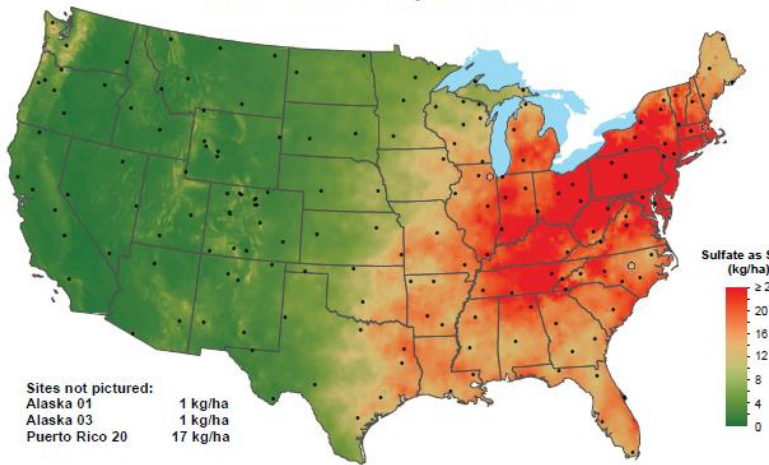 Sulfate as S
(kg/ha)
20
16
12
8
4
0
Sites not pictured:
Alaska 01 1 kg/ha
Alaska 03 1 kg/ha
Puerto Rico 20 17 kg/ha